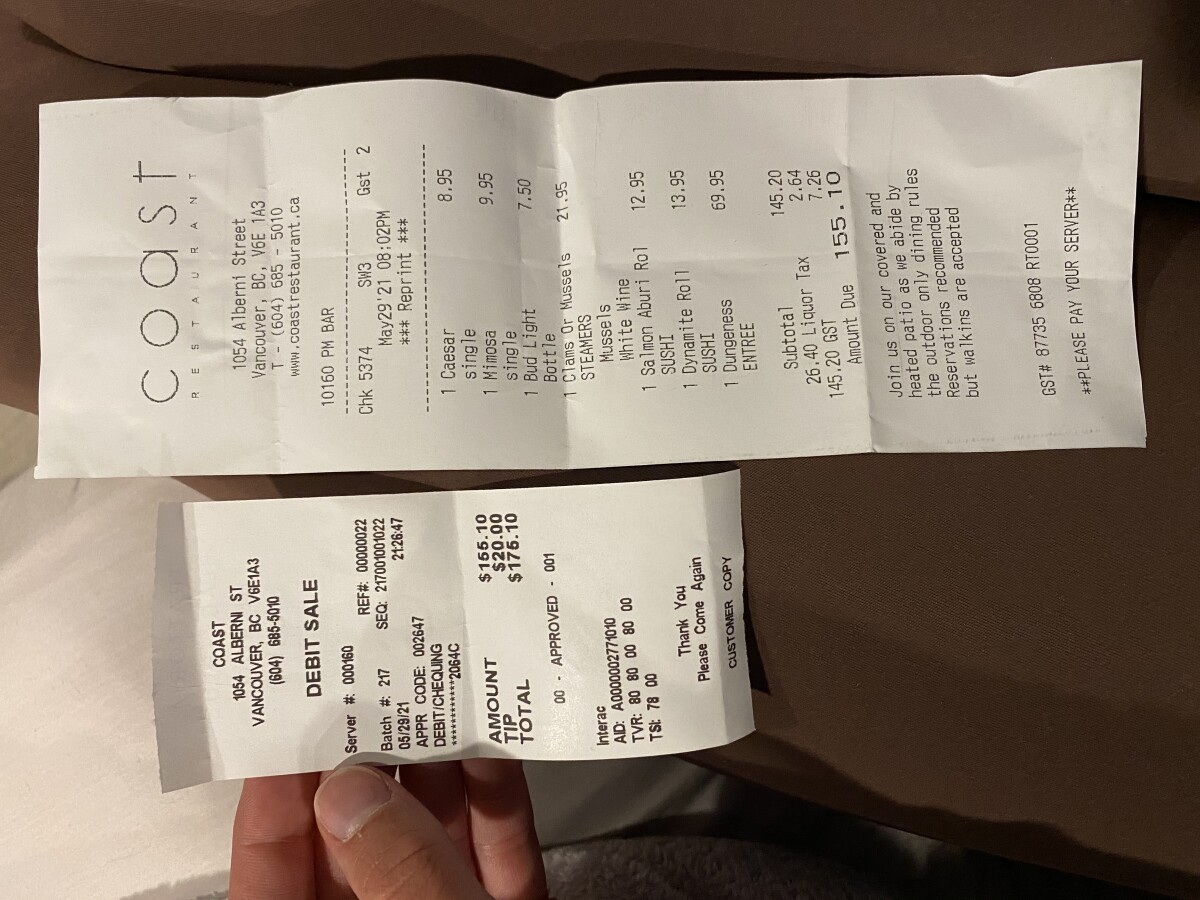 coast
RESTAURANT
1054 Alberni Street
Vancouver, BC, V6E 1A3
T - (604) 685 - 5010
www.coastrestaurant.ca
10160 PM BAR
--------------------------------
Chk 5374 SW3 Gst 2
May29'21 08:02PM
*** Reprint ***
--------------------------------
1 Caesar 8.95
single
1 Mimosa 9.95
single
1 Bud Light 7.50
Bottle
1 Clams Or Mussels 21.95
STEAMERS
Mussels
White Wine
1 Salmon Aburi Rol 12.95
SUSHI
1 Dynamite Roll 13.95
SUSHI
1 Dungeness 69.95
ENTREE
Subtotal 145.20
26.40 Liquor Tax 2.64
145.20 GST 7.26
Amount Due 155.10
Join us on our covered and
heated patio as we abide by
the outdoor only dining rules
Reservations recommended
but walkins are accepted
GST# 87735 6808 RT0001
**PLEASE PAY YOUR SERVER**
COAST
1054 ALBERNI ST
VANCOUVER, BC V6E1A3
(604) 685-5010
DEBIT SALE
Server #: 000160
REF#: 00000022
Batch #: 217 SEQ: 217001001022
05/29/21 21:26:47
APPR CODE: 002647
DEBIT/CHEQUING
************2064C
AMOUNT $155.10
TIP $20.00
TOTAL $175.10
00 - APPROVED - 001
Interac
AID: A0000002771010
TVR: 80 80 00 80 00
TSI: 78 00
Thank You
Please Come Again
CUSTOMER COPY